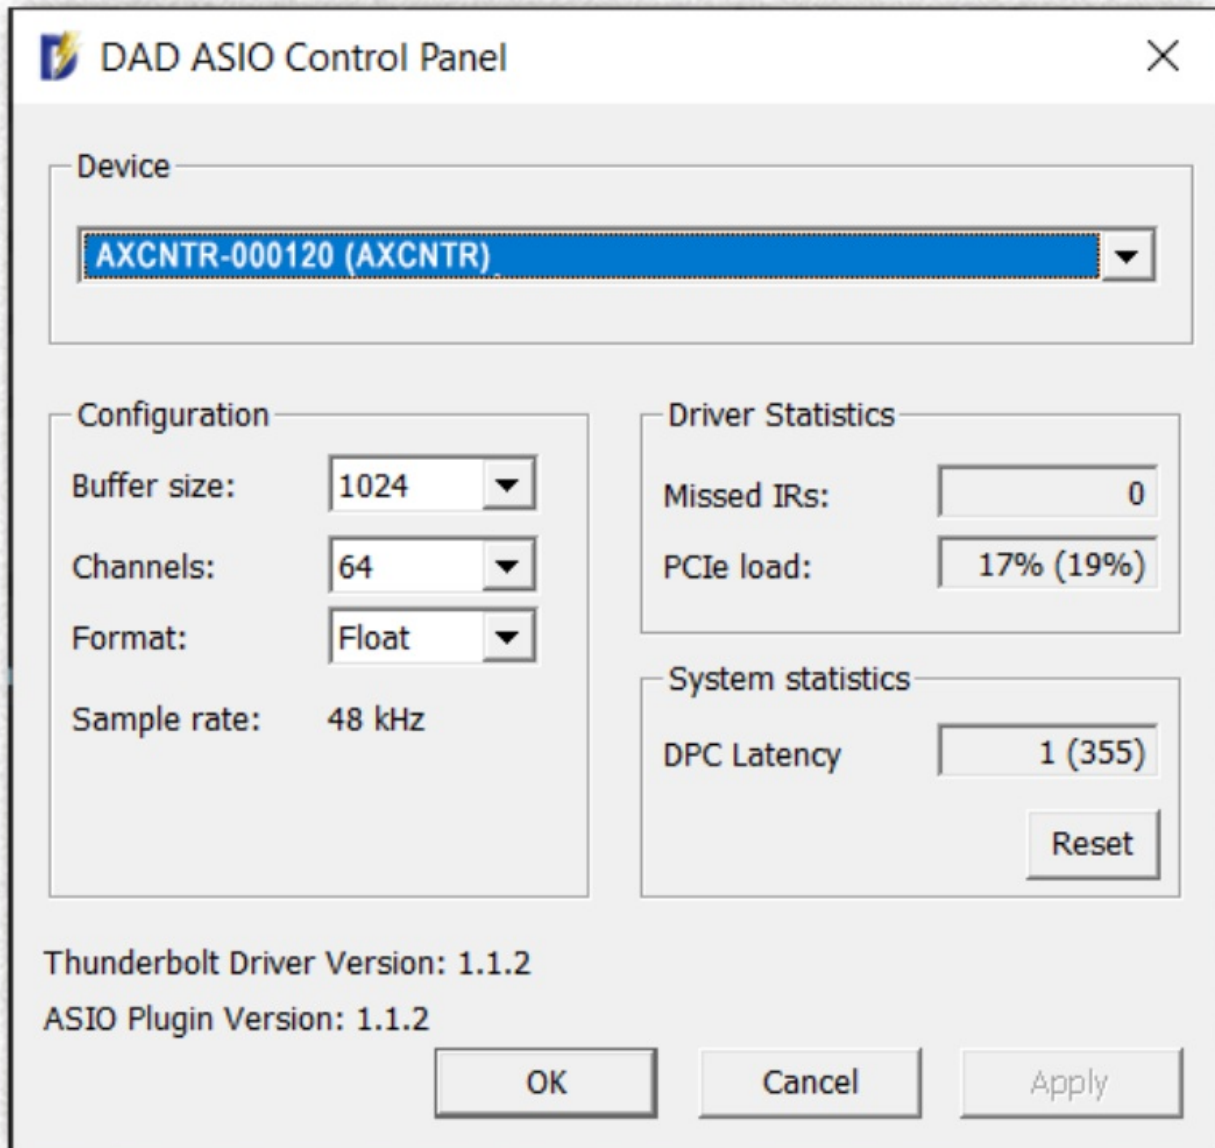 DAD ASIO Control Panel
Device
AXCNTR-000120 (AXCNTR)
Configuration
Buffer size: 1024
Channels: 64
Format: Float
Sample rate: 48 kHz
Driver Statistics
Missed IRs: 0
PCIe load: 17% (19%)
System statistics
DPC Latency 1 (355)
Reset
Thunderbolt Driver Version: 1.1.2
ASIO Plugin Version: 1.1.2
OK Cancel Apply